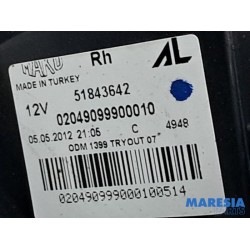 MAKO Rh AL
MADE IN TURKEY
51843642
12V
02049099900010
05.05.2012 21:05 C 4948
ODM 1399 TRYOUT 07"
020490999000100514
MARESIA